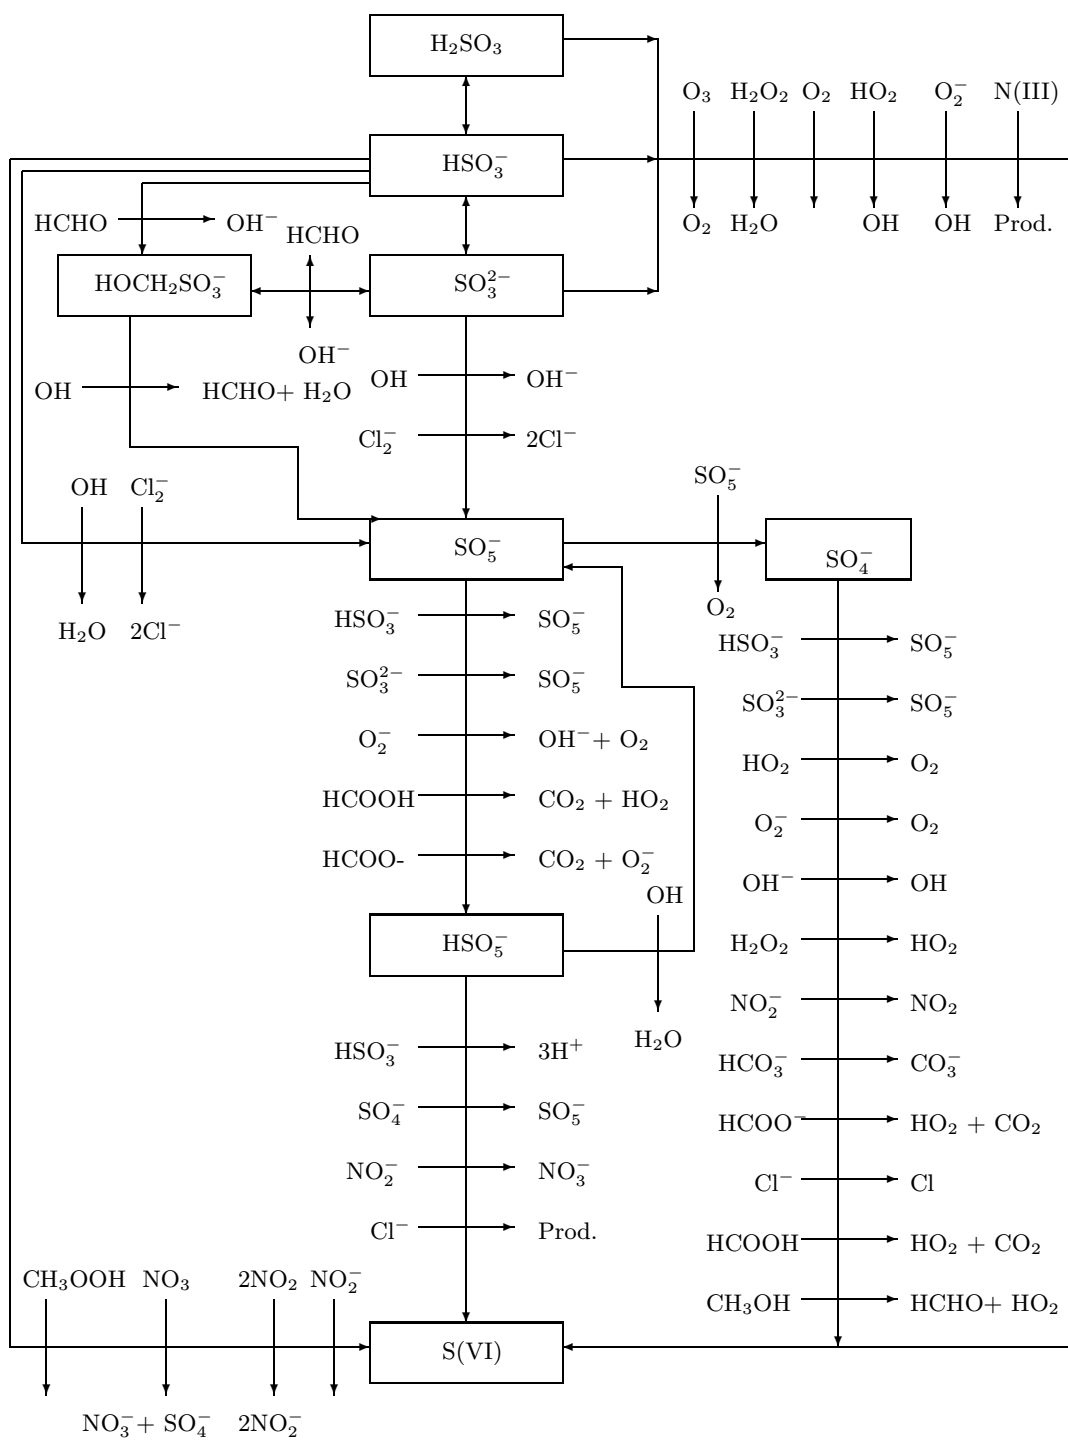 H₂SO₃
O₃ H₂O₂ O₂ HO₂ O₂⁻ N(III)
HSO₃⁻
HCHO OH⁻
O₂ H₂O OH OH Prod.
HCHO
HOCH₂SO₃⁻ SO₃²⁻
OH⁻
OH HCHO+ H₂O OH OH⁻
Cl₂⁻ 2Cl⁻
OH Cl₂⁻ SO₅⁻
SO₅⁻ SO₄⁻
O₂
H₂O 2Cl⁻ HSO₃⁻ SO₅⁻
HSO₃⁻ SO₅⁻
SO₃²⁻ SO₅⁻
SO₃²⁻ SO₅⁻
O₂⁻ OH⁻+ O₂
HO₂ O₂
HCOOH CO₂ + HO₂
O₂⁻ O₂
HCOO- CO₂ + O₂⁻
OH⁻ OH
OH
HSO₅⁻
H₂O₂ HO₂
NO₂⁻ NO₂
H₂O
HSO₃⁻ 3H⁺
HCO₃⁻ CO₃⁻
SO₄⁻ SO₅⁻
HCOO⁻ HO₂ + CO₂
NO₂⁻ NO₃⁻
Cl⁻ Cl
Cl⁻ Prod.
HCOOH HO₂ + CO₂
CH₃OOH NO₃ 2NO₂ NO₂⁻
CH₃OH HCHO+ HO₂
S(VI)
NO₃⁻+ SO₄⁻ 2NO₂⁻